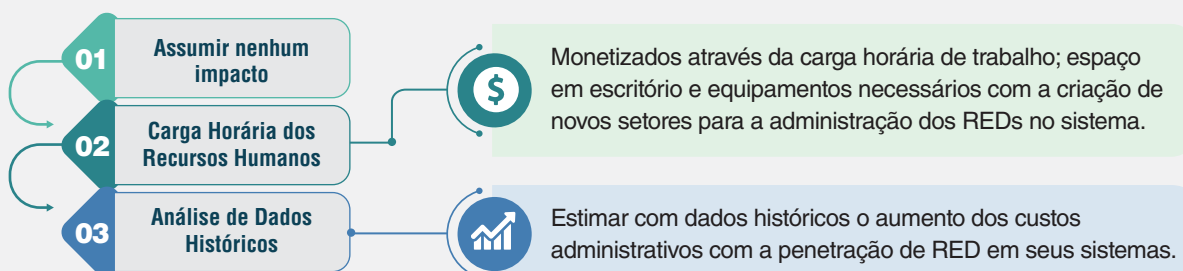 01
Assumir nenhum
impacto
02
Carga Horária dos
Recursos Humanos
$
Monetizados através da carga horária de trabalho; espaço
em escritório e equipamentos necessários com a criação de
novos setores para a administração dos REDs no sistema.
03
Análise de Dados
Históricos
Estimar com dados históricos o aumento dos custos
administrativos com a penetração de RED em seus sistemas.